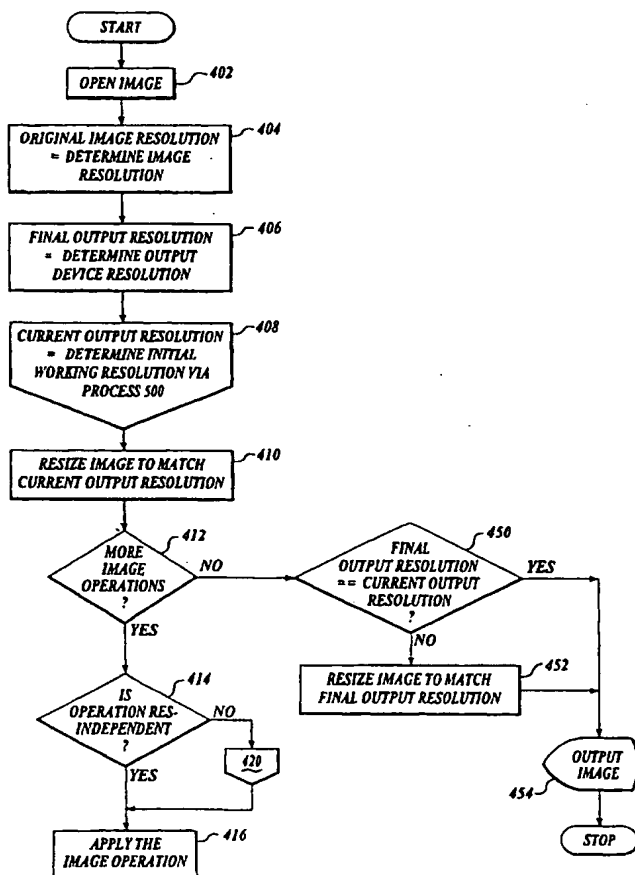 START
OPEN IMAGE
402
ORIGINAL IMAGE RESOLUTION
= DETERMINE IMAGE
RESOLUTION
404
FINAL OUTPUT RESOLUTION
= DETERMINE OUTPUT
DEVICE RESOLUTION
406
CURRENT OUTPUT RESOLUTION
= DETERMINE INITIAL
WORKING RESOLUTION VIA
PROCESS 500
408
RESIZE IMAGE TO MATCH
CURRENT OUTPUT RESOLUTION
410
MORE
IMAGE
OPERATIONS
?
412
NO
YES
FINAL
OUTPUT RESOLUTION
== CURRENT OUTPUT
RESOLUTION
?
450
YES
NO
RESIZE IMAGE TO MATCH
FINAL OUTPUT RESOLUTION
452
IS
OPERATION RES-
INDEPENDENT
?
414
NO
YES
420
OUTPUT
IMAGE
454
APPLY THE
IMAGE OPERATION
416
STOP